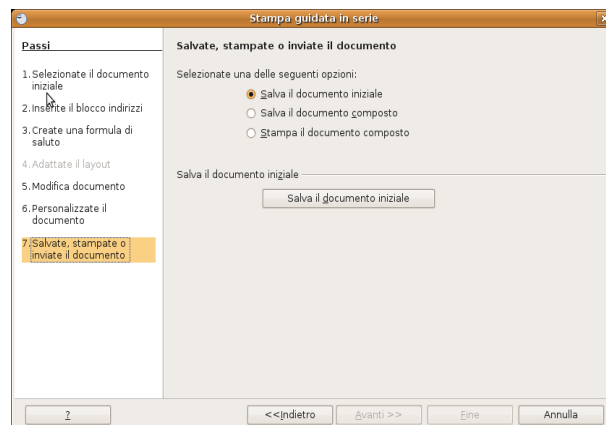 Stampa guidata in serie
Passi
1. Selezionate il documento
iniziale
2. Inserite il blocco indirizzi
3. Create una formula di
saluto
4. Adattate il layout
5. Modifica documento
6. Personalizzate il
documento
7. Salvate, stampate o
inviate il documento
Salvate, stampate o inviate il documento
Selezionate una delle seguenti opzioni:
Salva il documento iniziale
Salva il documento composto
Stampa il documento composto
Salva il documento iniziale
Salva il documento iniziale
?
<<Indietro
Avanti >>
Fine
Annulla